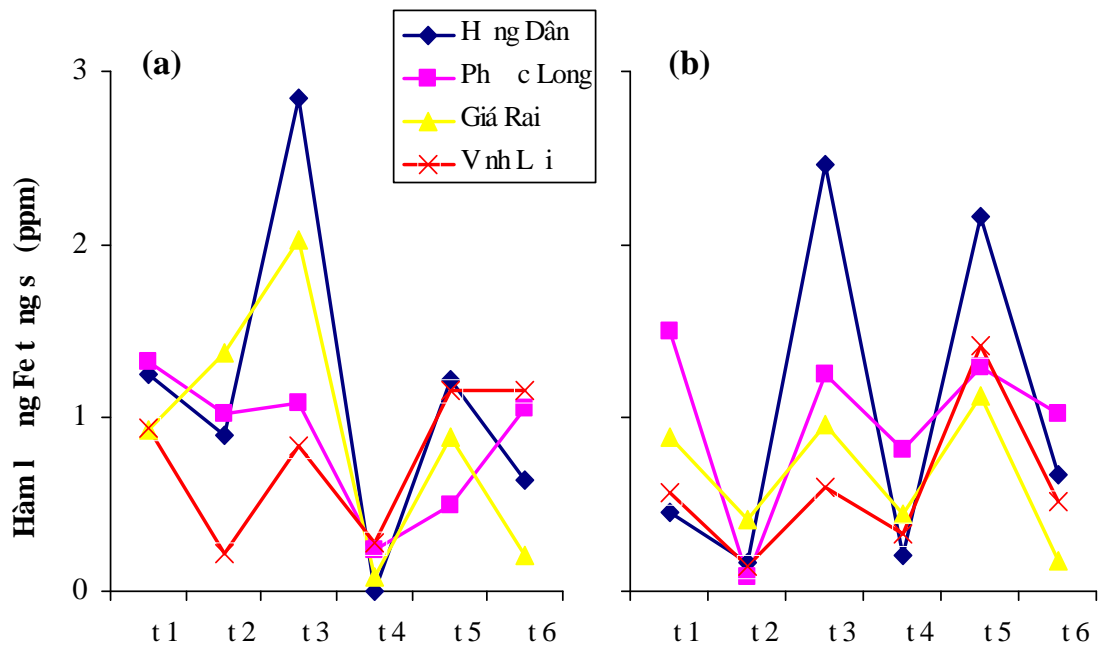 (a)
(b)
H ng Dân
Ph c Long
Giá Rai
V nh L i
Hàm l ng Fe t ng s (ppm)
3
2
1
0
t 1 t 2 t 3 t 4 t 5 t 6
t 1 t 2 t 3 t 4 t 5 t 6